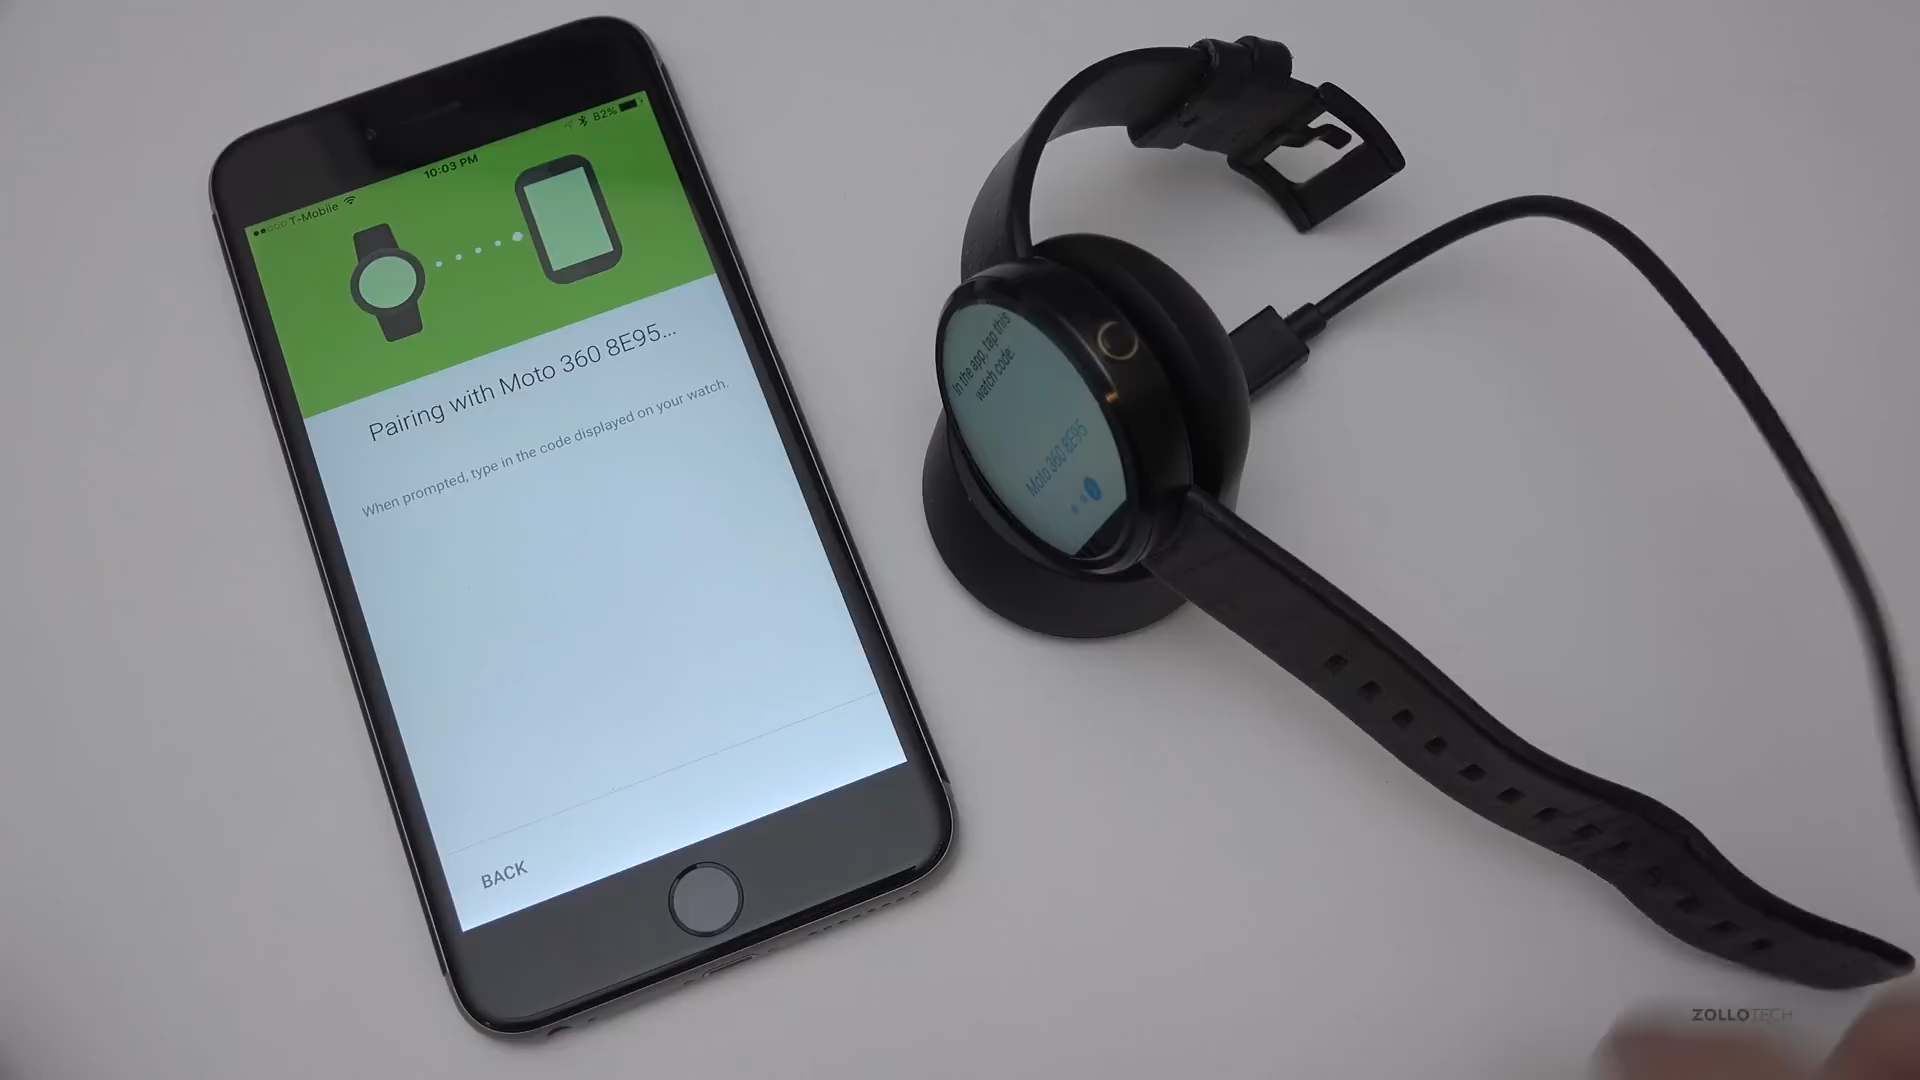 T-Mobile
10:03 PM
82%
Pairing with Moto 360 8E95...
When prompted, type in the code displayed on your watch.
BACK
In the app, tap this
watch code:
Moto 360 8E95
ZOLLOTECH